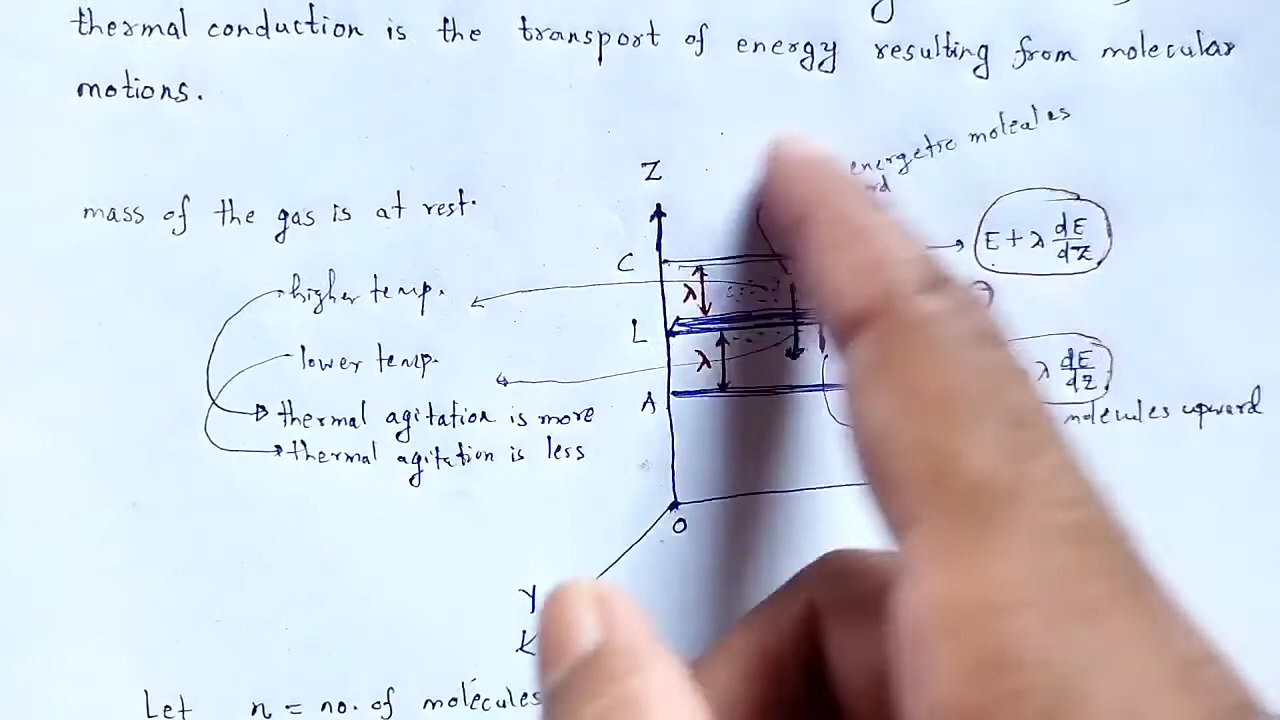 thermal conduction is the transport of energy resulting from molecular
motions.
energetic molecules
Z
mass of the gas is at rest.
E + λ dE/dZ
C
higher temp.
λ
L
lower temp.
λ
λ dE/dZ
A
molecules upward
thermal agitation is more
thermal agitation is less
O
Y
Let n = no. of molecules